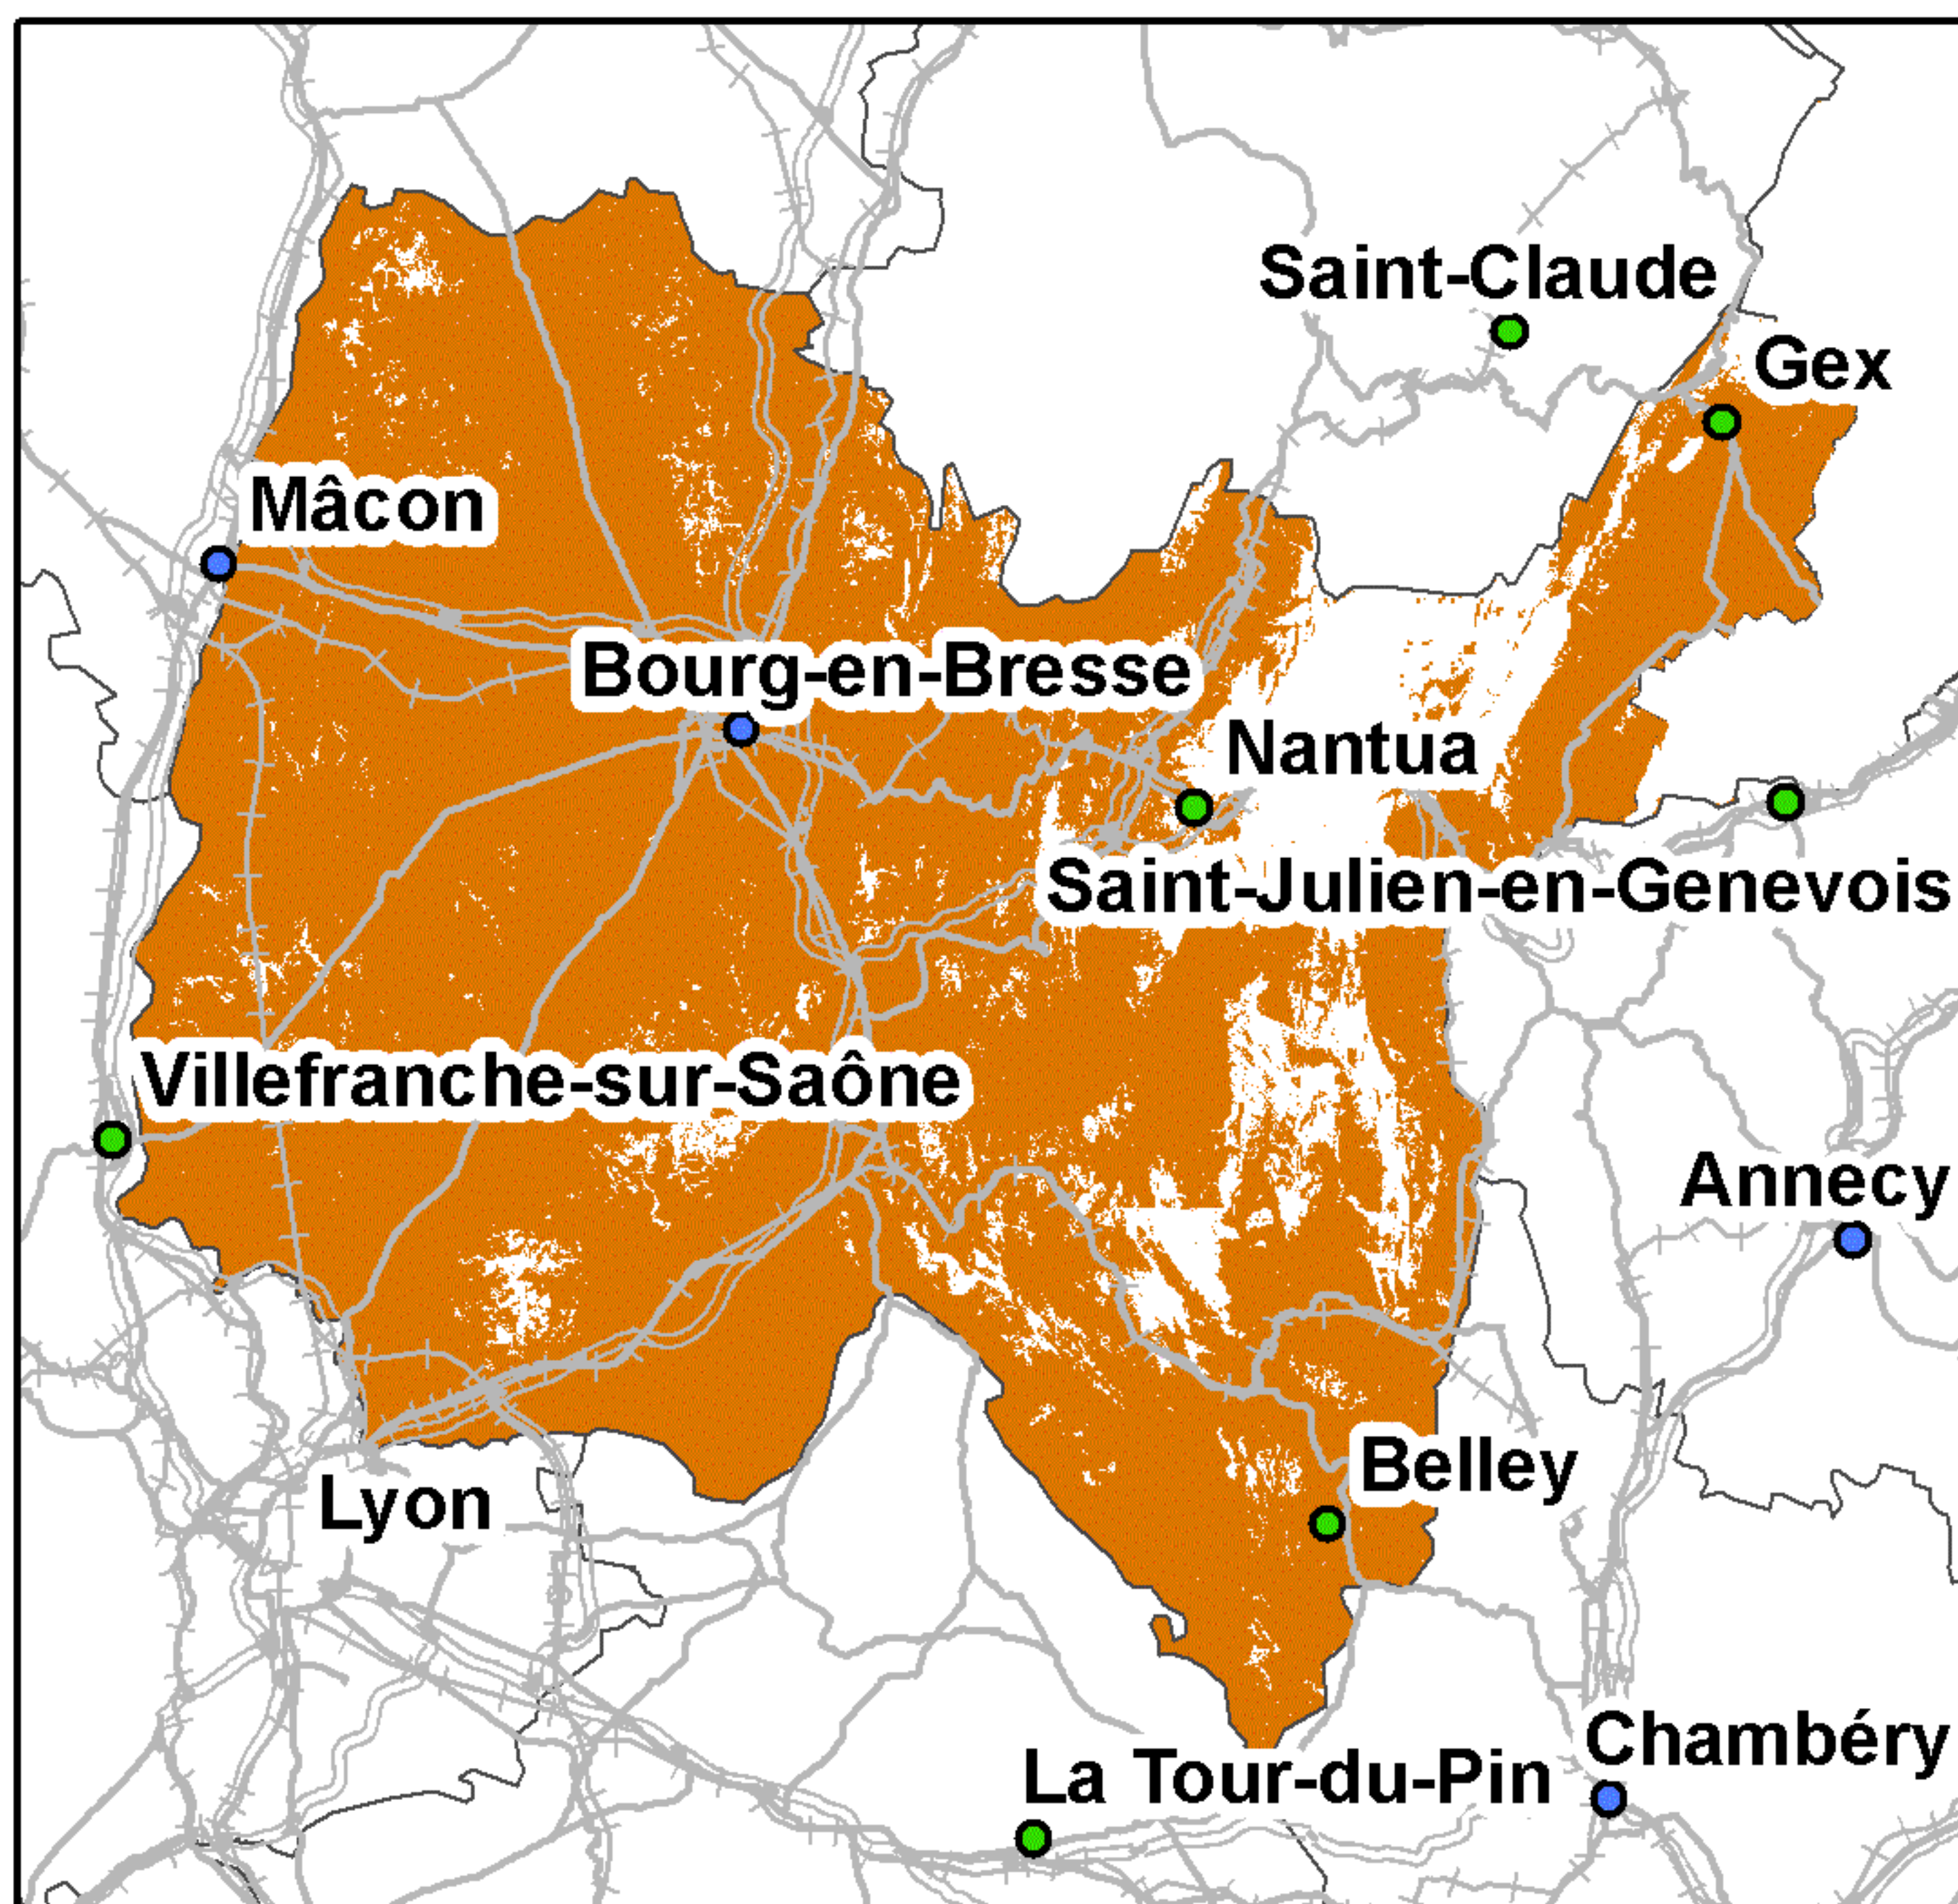 Saint-Claude
Gex
Mâcon
Bourg-en-Bresse
Nantua
Saint-Julien-en-Genevois
Villefranche-sur-Saône
Annecy
Belley
Lyon
Chambéry
La Tour-du-Pin